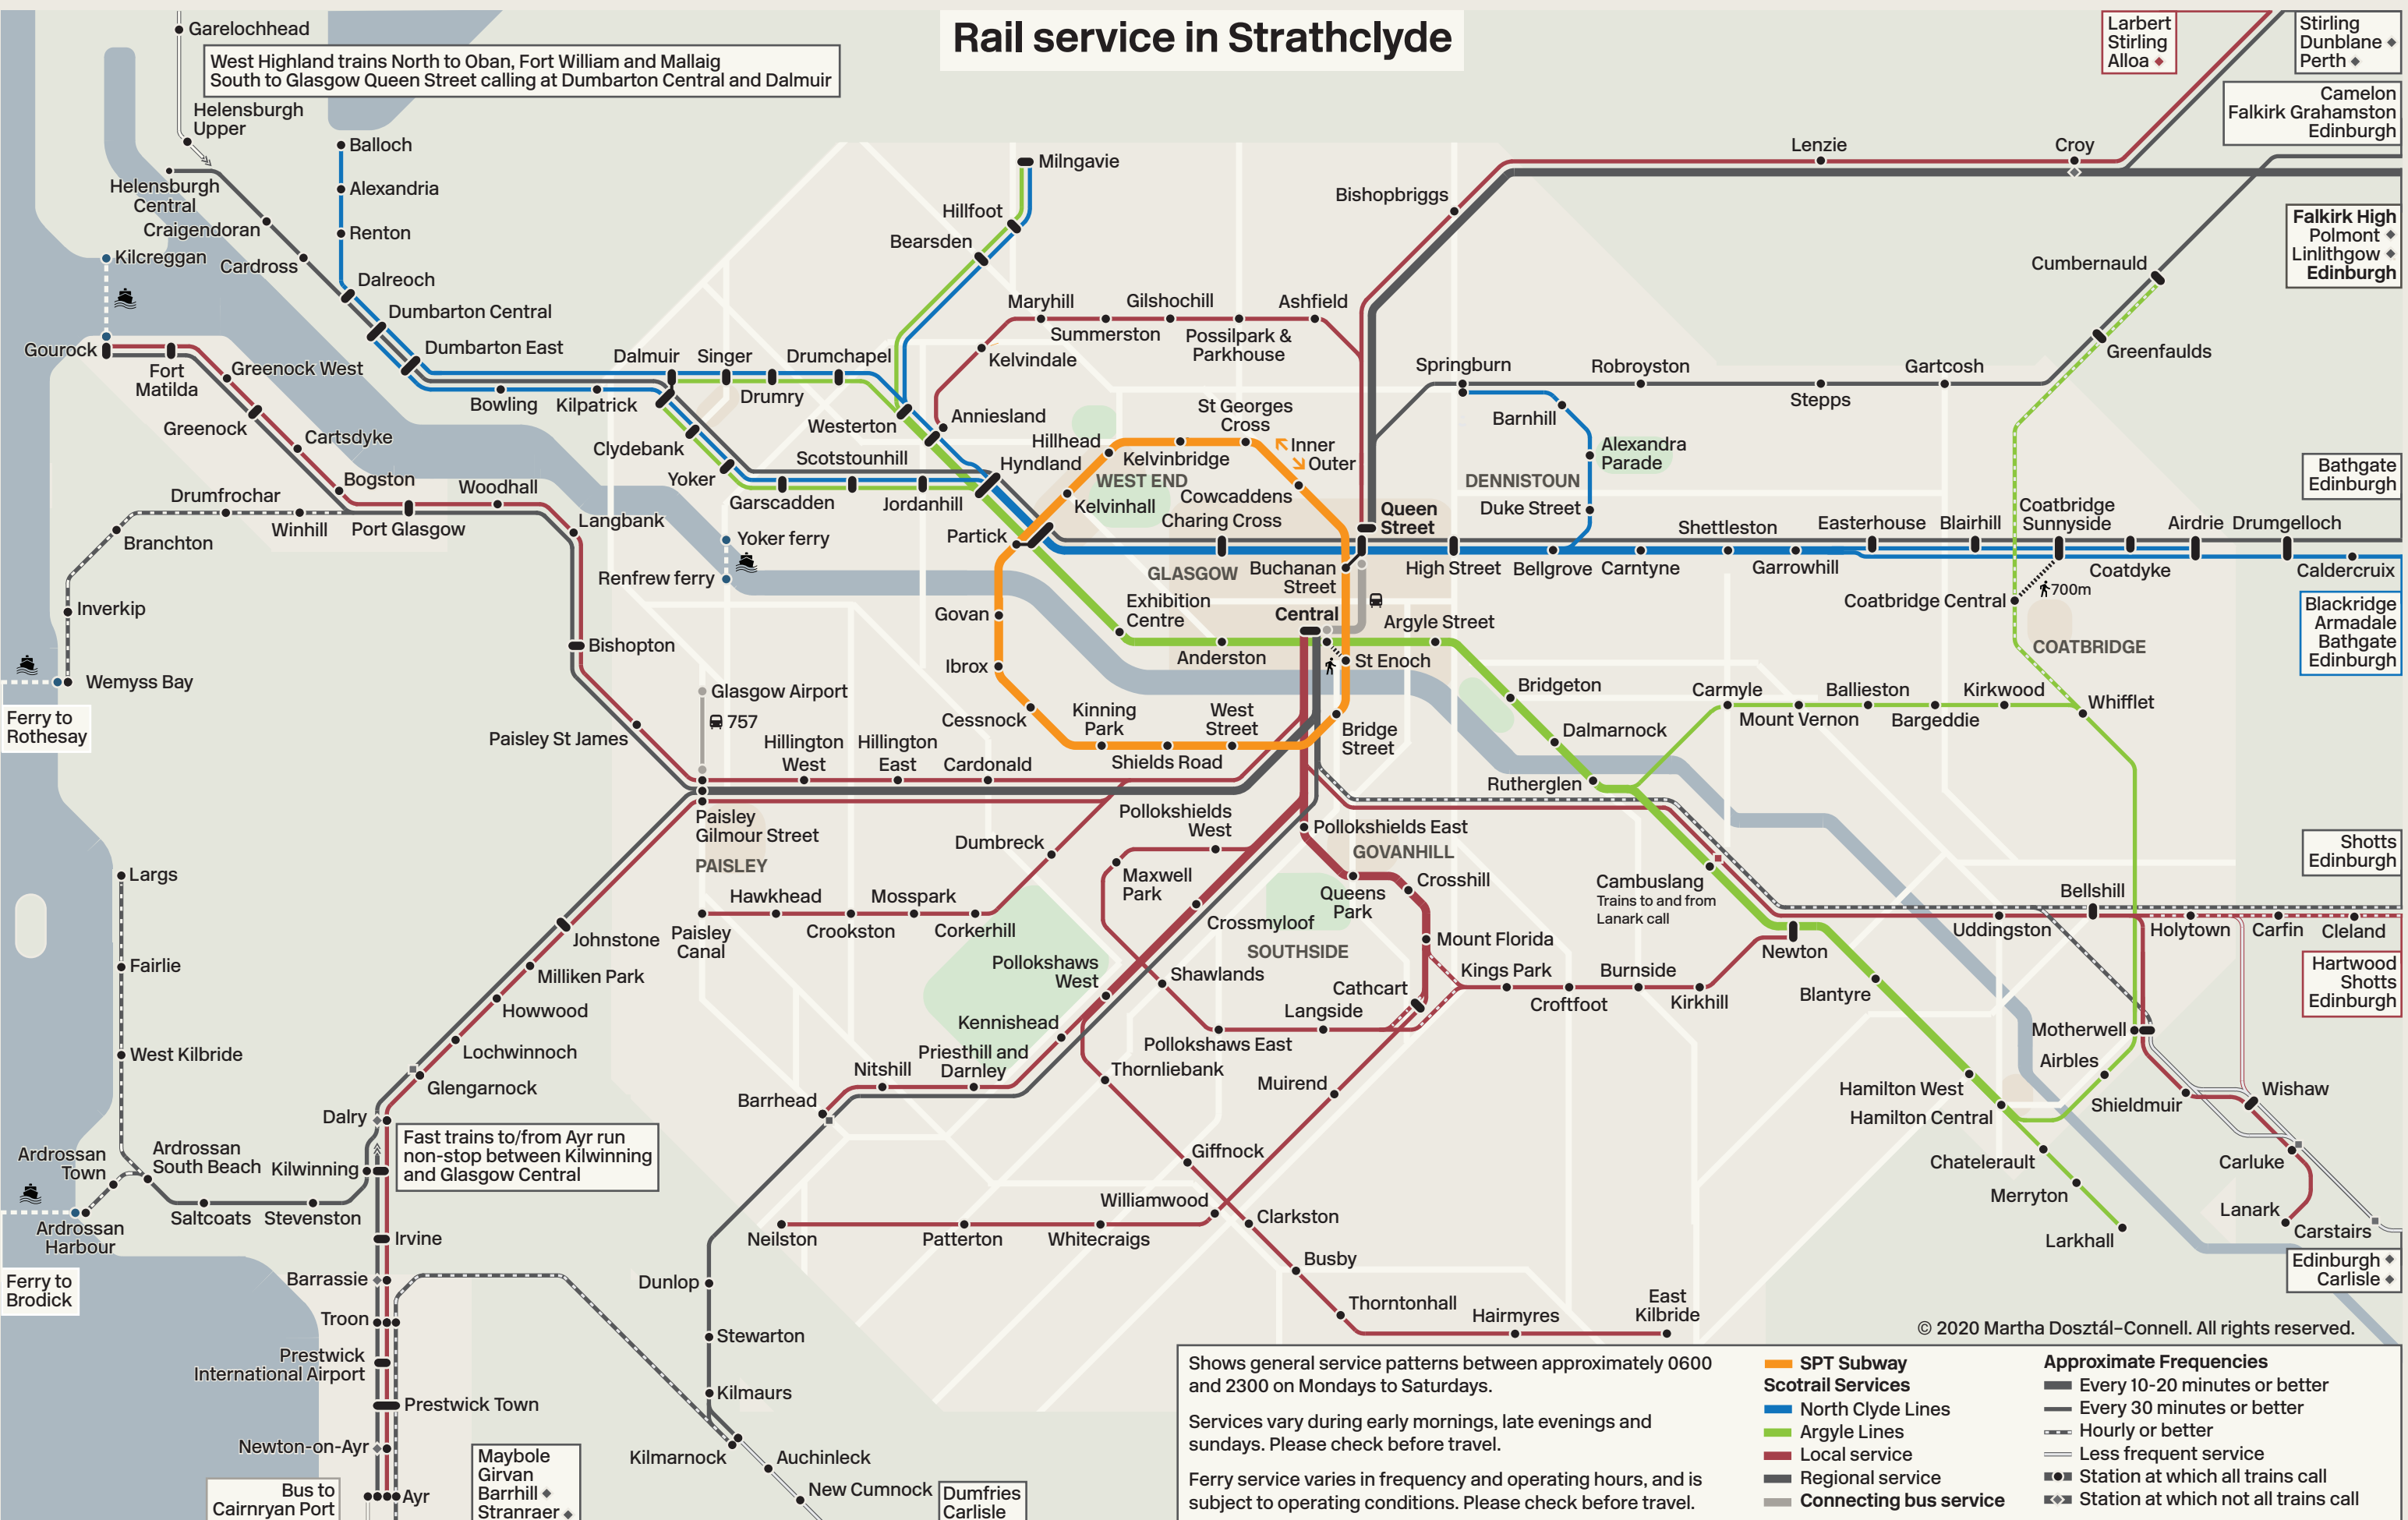 Rail service in Strathclyde
Garelochhead
West Highland trains North to Oban, Fort William and Mallaig
South to Glasgow Queen Street calling at Dumbarton Central and Dalmuir
Larbert
Stirling
Alloa
Stirling
Dunblane
Perth
Camelon
Falkirk Grahamston
Edinburgh
Falkirk High
Polmont
Linlithgow
Edinburgh
Helensburgh
Upper
Helensburgh
Central
Craigendoran
Cardross
Kilcreggan
Balloch
Alexandria
Renton
Dalreoch
Dumbarton Central
Dumbarton East
Bowling
Kilpatrick
Dalmuir
Singer
Drumry
Drumchapel
Clydebank
Yoker
Garscadden
Scotstounhill
Jordanhill
Hyndland
Westerton
Anniesland
Milngavie
Hillfoot
Bearsden
Maryhill
Summerston
Gilshochill
Possilpark &
Parkhouse
Ashfield
Kelvindale
Bishopbriggs
Lenzie
Croy
Cumbernauld
Greenfaulds
Springburn
Robroyston
Stepps
Gartcosh
Barnhill
Alexandra
Parade
DENNISTOUN
Duke Street
Gourock
Fort
Matilda
Greenock West
Greenock
Cartsdyke
Bogston
Drumfrochar
Winhill
Branchton
Port Glasgow
Woodhall
Langbank
Inverkip
Wemyss Bay
Ferry to
Rothesay
Bishopton
Paisley St James
Yoker ferry
Renfrew ferry
Glasgow Airport
757
Hillhead
Kelvinbridge
St Georges
Cross
Inner
Outer
WEST END
Kelvinhall
Cowcaddens
Partick
Charing Cross
Queen
Street
GLASGOW
Buchanan
Street
High Street
Bellgrove
Carntyne
Shettleston
Garrowhill
Easterhouse
Blairhill
Coatbridge
Sunnyside
Coatdyke
Airdrie
Drumgelloch
Caldercruix
Bathgate
Edinburgh
Blackridge
Armadale
Bathgate
Edinburgh
Coatbridge Central
700m
COATBRIDGE
Govan
Ibrox
Cessnock
Kinning
Park
Shields Road
West
Street
Bridge
Street
St Enoch
Exhibition
Centre
Anderston
Central
Argyle Street
Bridgeton
Dalmarnock
Rutherglen
Carmyle
Mount Vernon
Ballieston
Bargeddie
Kirkwood
Whifflet
Hillington
West
Hillington
East
Cardonald
Paisley
Gilmour Street
PAISLEY
Dumbreck
Hawkhead
Crookston
Mosspark
Corkerhill
Paisley
Canal
Pollokshields
West
Maxwell
Park
Crossmyloof
Pollokshaws
West
Shawlands
Pollokshields East
GOVANHILL
Queens
Park
Crosshill
SOUTHSIDE
Mount Florida
Cathcart
Langside
Pollokshaws East
Kings Park
Croftfoot
Burnside
Kirkhill
Newton
Cambuslang
Trains to and from
Lanark call
Uddingston
Bellshill
Holytown
Carfin
Cleland
Shotts
Edinburgh
Hartwood
Shotts
Edinburgh
Blantyre
Hamilton West
Hamilton Central
Motherwell
Airbles
Shieldmuir
Wishaw
Chatelerault
Merryton
Larkhall
Carluke
Lanark
Carstairs
Edinburgh
Carlisle
Kennishead
Priesthill and
Darnley
Nitshill
Barrhead
Thornliebank
Muirend
Giffnock
Williamwood
Clarkston
Whitecraigs
Patterton
Neilston
Busby
Thorntonhall
Hairmyres
East
Kilbride
Johnstone
Milliken Park
Howwood
Lochwinnoch
Glengarnock
Dalry
Kilwinning
Fast trains to/from Ayr run
non-stop between Kilwinning
and Glasgow Central
Largs
Fairlie
West Kilbride
Ardrossan
Town
Ardrossan
South Beach
Ardrossan
Harbour
Saltcoats
Stevenston
Ferry to
Brodick
Irvine
Barrassie
Troon
Prestwick
International Airport
Prestwick Town
Newton-on-Ayr
Ayr
Bus to
Cairnryan Port
Maybole
Girvan
Barrhill
Stranraer
Dunlop
Stewarton
Kilmaurs
Kilmarnock
Auchinleck
New Cumnock
Dumfries
Carlisle
© 2020 Martha Dosztál-Connell. All rights reserved.
Shows general service patterns between approximately 0600
and 2300 on Mondays to Saturdays.
Services vary during early mornings, late evenings and
sundays. Please check before travel.
Ferry service varies in frequency and operating hours, and is
subject to operating conditions. Please check before travel.
SPT Subway
Scotrail Services
North Clyde Lines
Argyle Lines
Local service
Regional service
Connecting bus service
Approximate Frequencies
Every 10-20 minutes or better
Every 30 minutes or better
Hourly or better
Less frequent service
Station at which all trains call
Station at which not all trains call